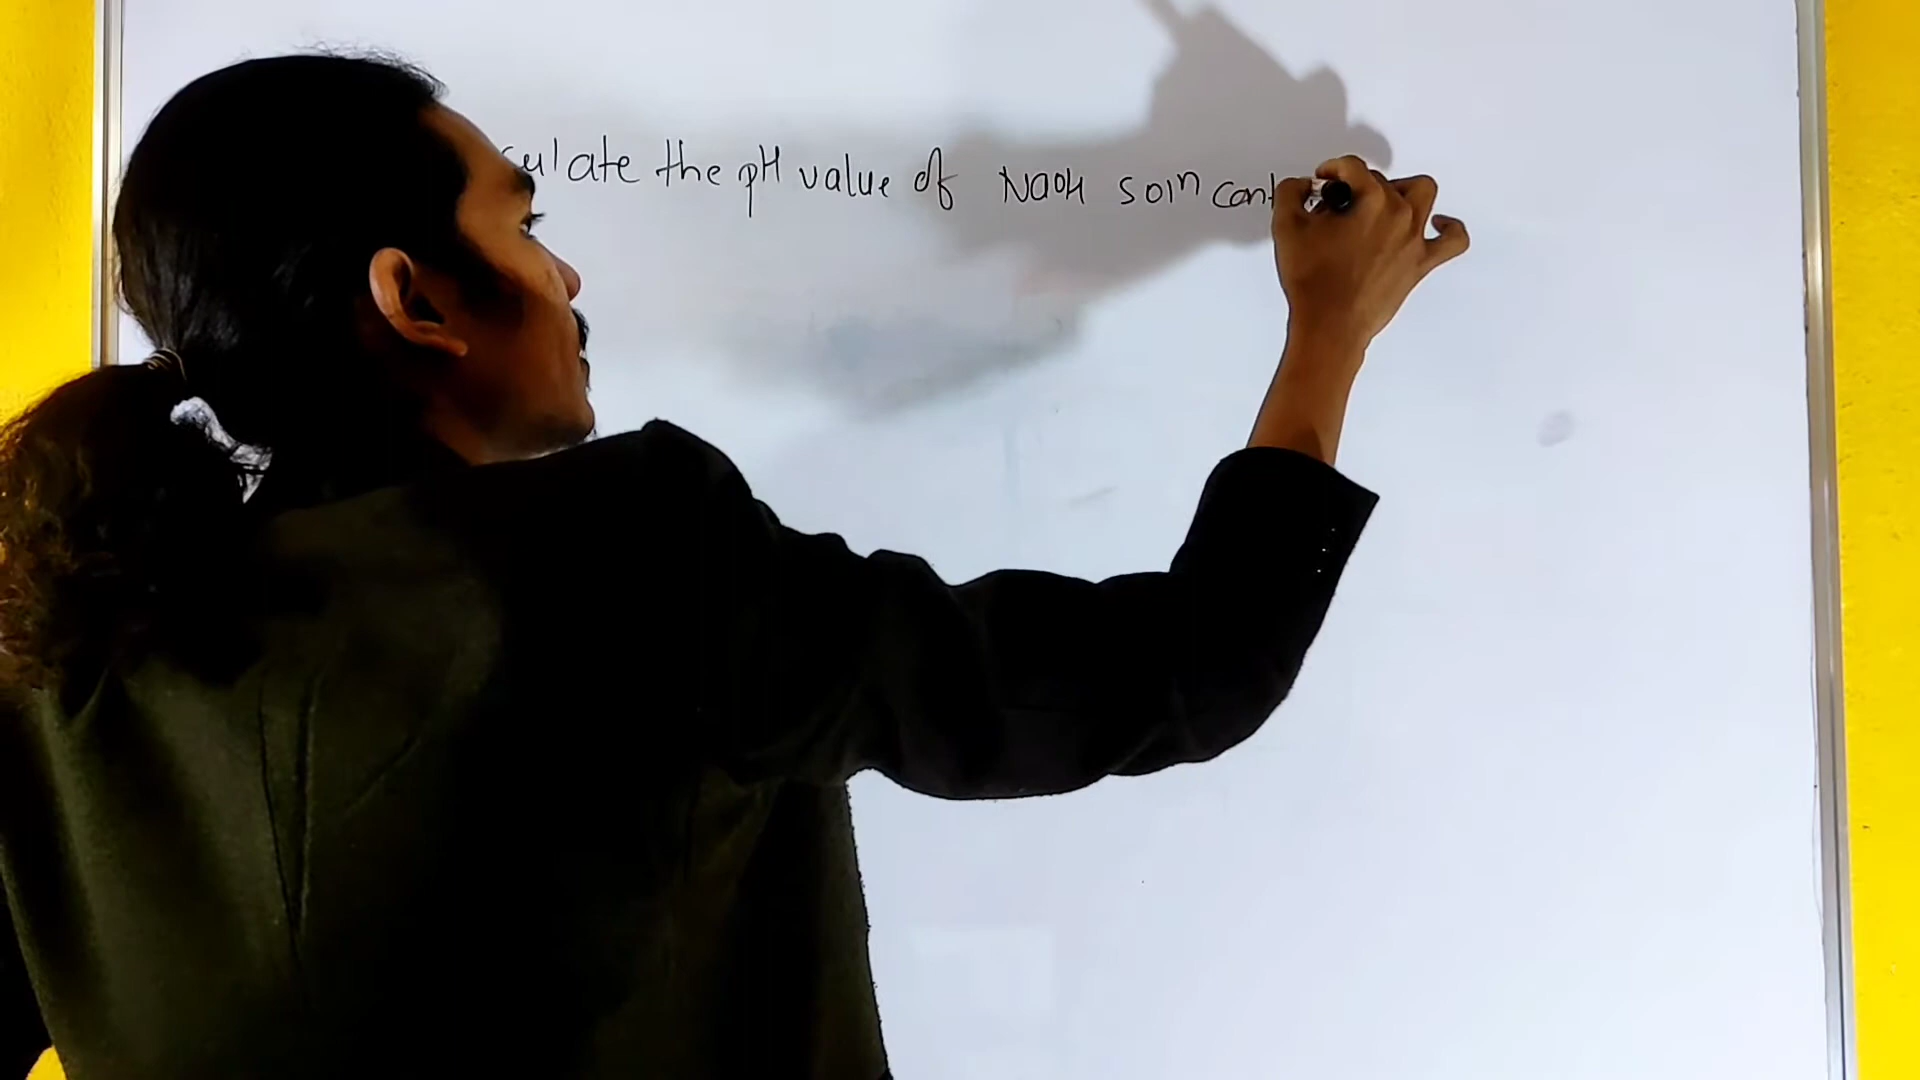 culate the pH value of NaOH soln cont